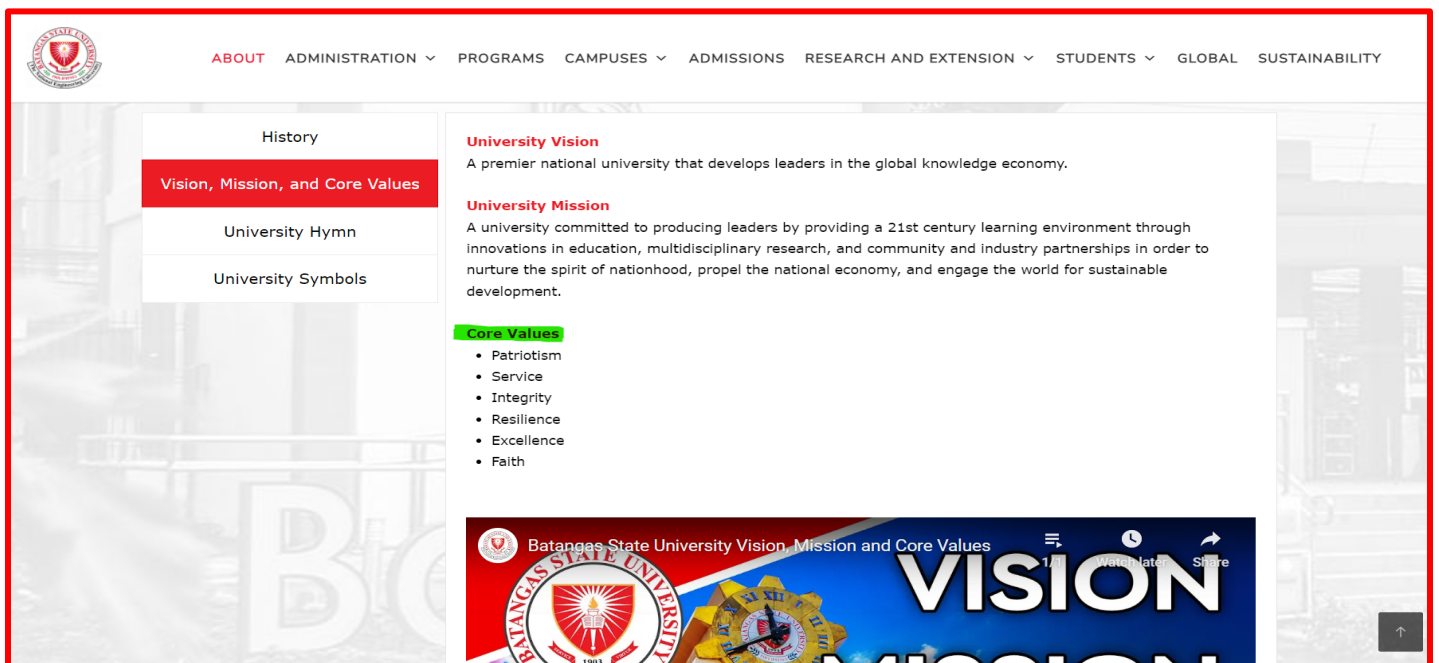 ABOUT ADMINISTRATION PROGRAMS CAMPUSES ADMISSIONS RESEARCH AND EXTENSION STUDENTS GLOBAL SUSTAINABILITY
History
Vision, Mission, and Core Values
University Hymn
University Symbols
University Vision
A premier national university that develops leaders in the global knowledge economy.
University Mission
A university committed to producing leaders by providing a 21st century learning environment through
innovations in education, multidisciplinary research, and community and industry partnerships in order to
nurture the spirit of nationhood, propel the national economy, and engage the world for sustainable
development.
Core Values
• Patriotism
• Service
• Integrity
• Resilience
• Excellence
• Faith
Batangas State University Vision, Mission and Core Values
1/1 Watch later Share
BATANGAS STATE UNIVERSITY
1903
VISION
MISSION